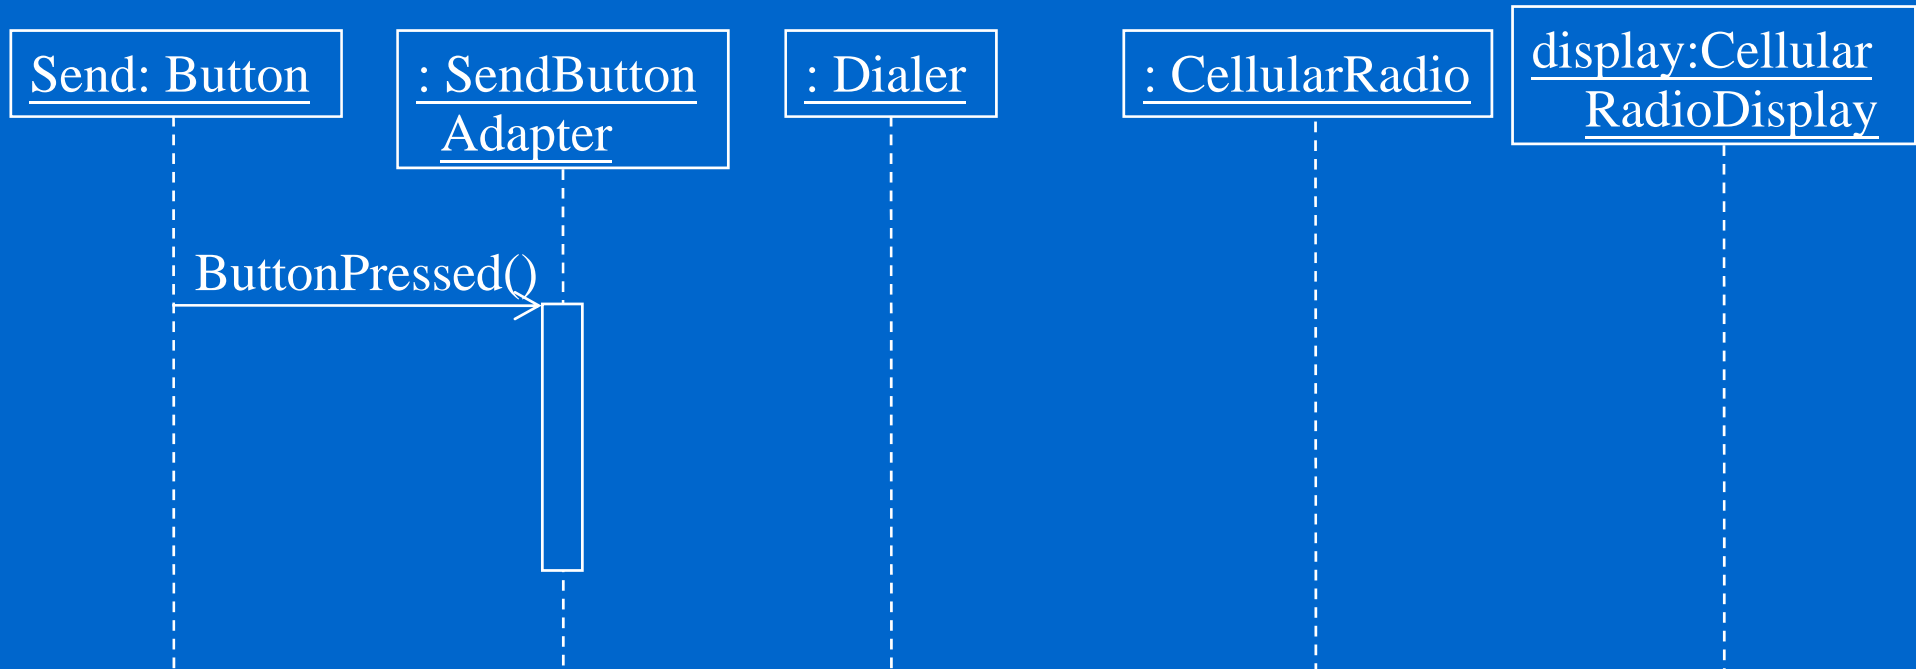 Send: Button
: SendButton
Adapter
: Dialer
: CellularRadio
display:Cellular
RadioDisplay
ButtonPressed()